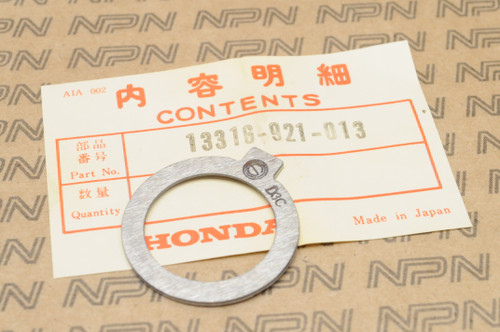 AIA 002
内容明細
CONTENTS
部品番号
Part No.
13316-921-013
数量
Quantity
HONDA
Made in Japan
NPN